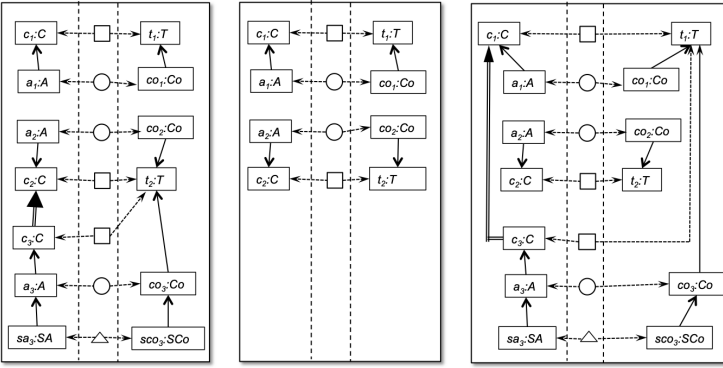 c₁:C t₁:T
a₁:A co₁:Co
a₂:A co₂:Co
c₂:C t₂:T
c₃:C
a₃:A co₃:Co
sa₃:SA sco₃:SCo
c₁:C t₁:T
a₁:A co₁:Co
a₂:A co₂:Co
c₂:C t₂:T
c₁:C t₁:T
a₁:A co₁:Co
a₂:A co₂:Co
c₂:C t₂:T
c₃:C
a₃:A co₃:Co
sa₃:SA sco₃:SCo